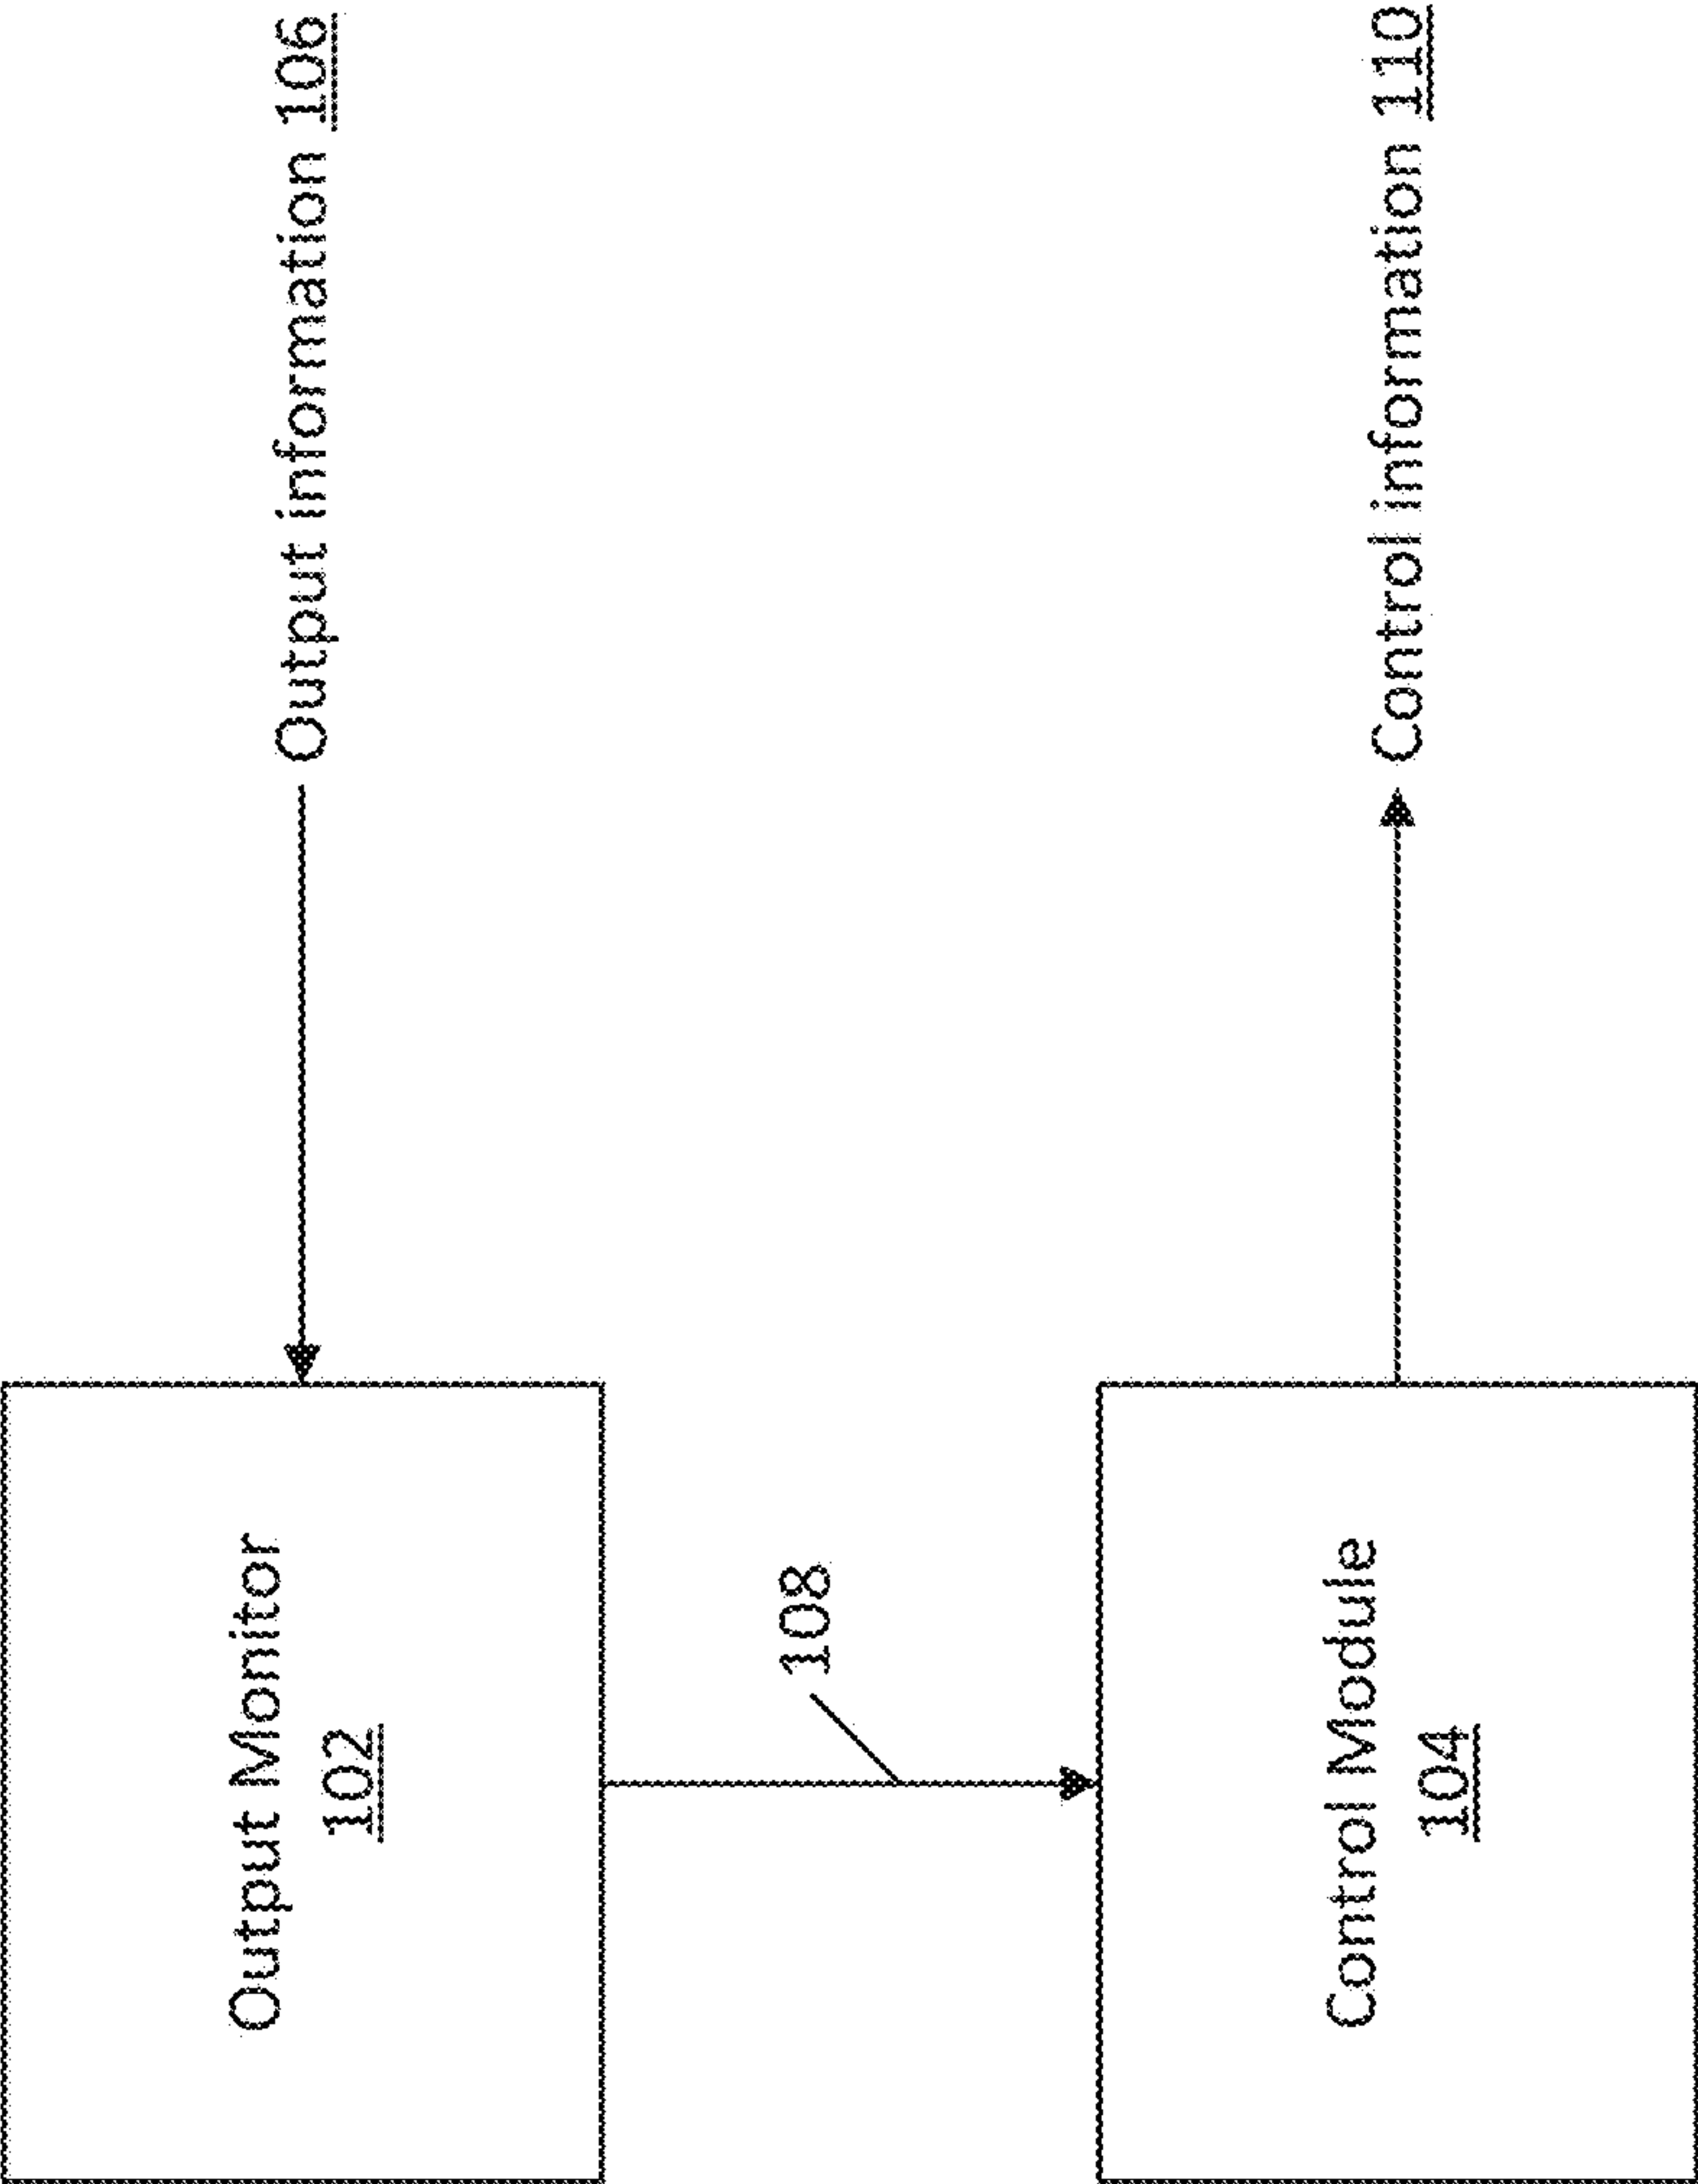 Output Monitor
102
Output information 106
108
Control Module
104
Control information 110